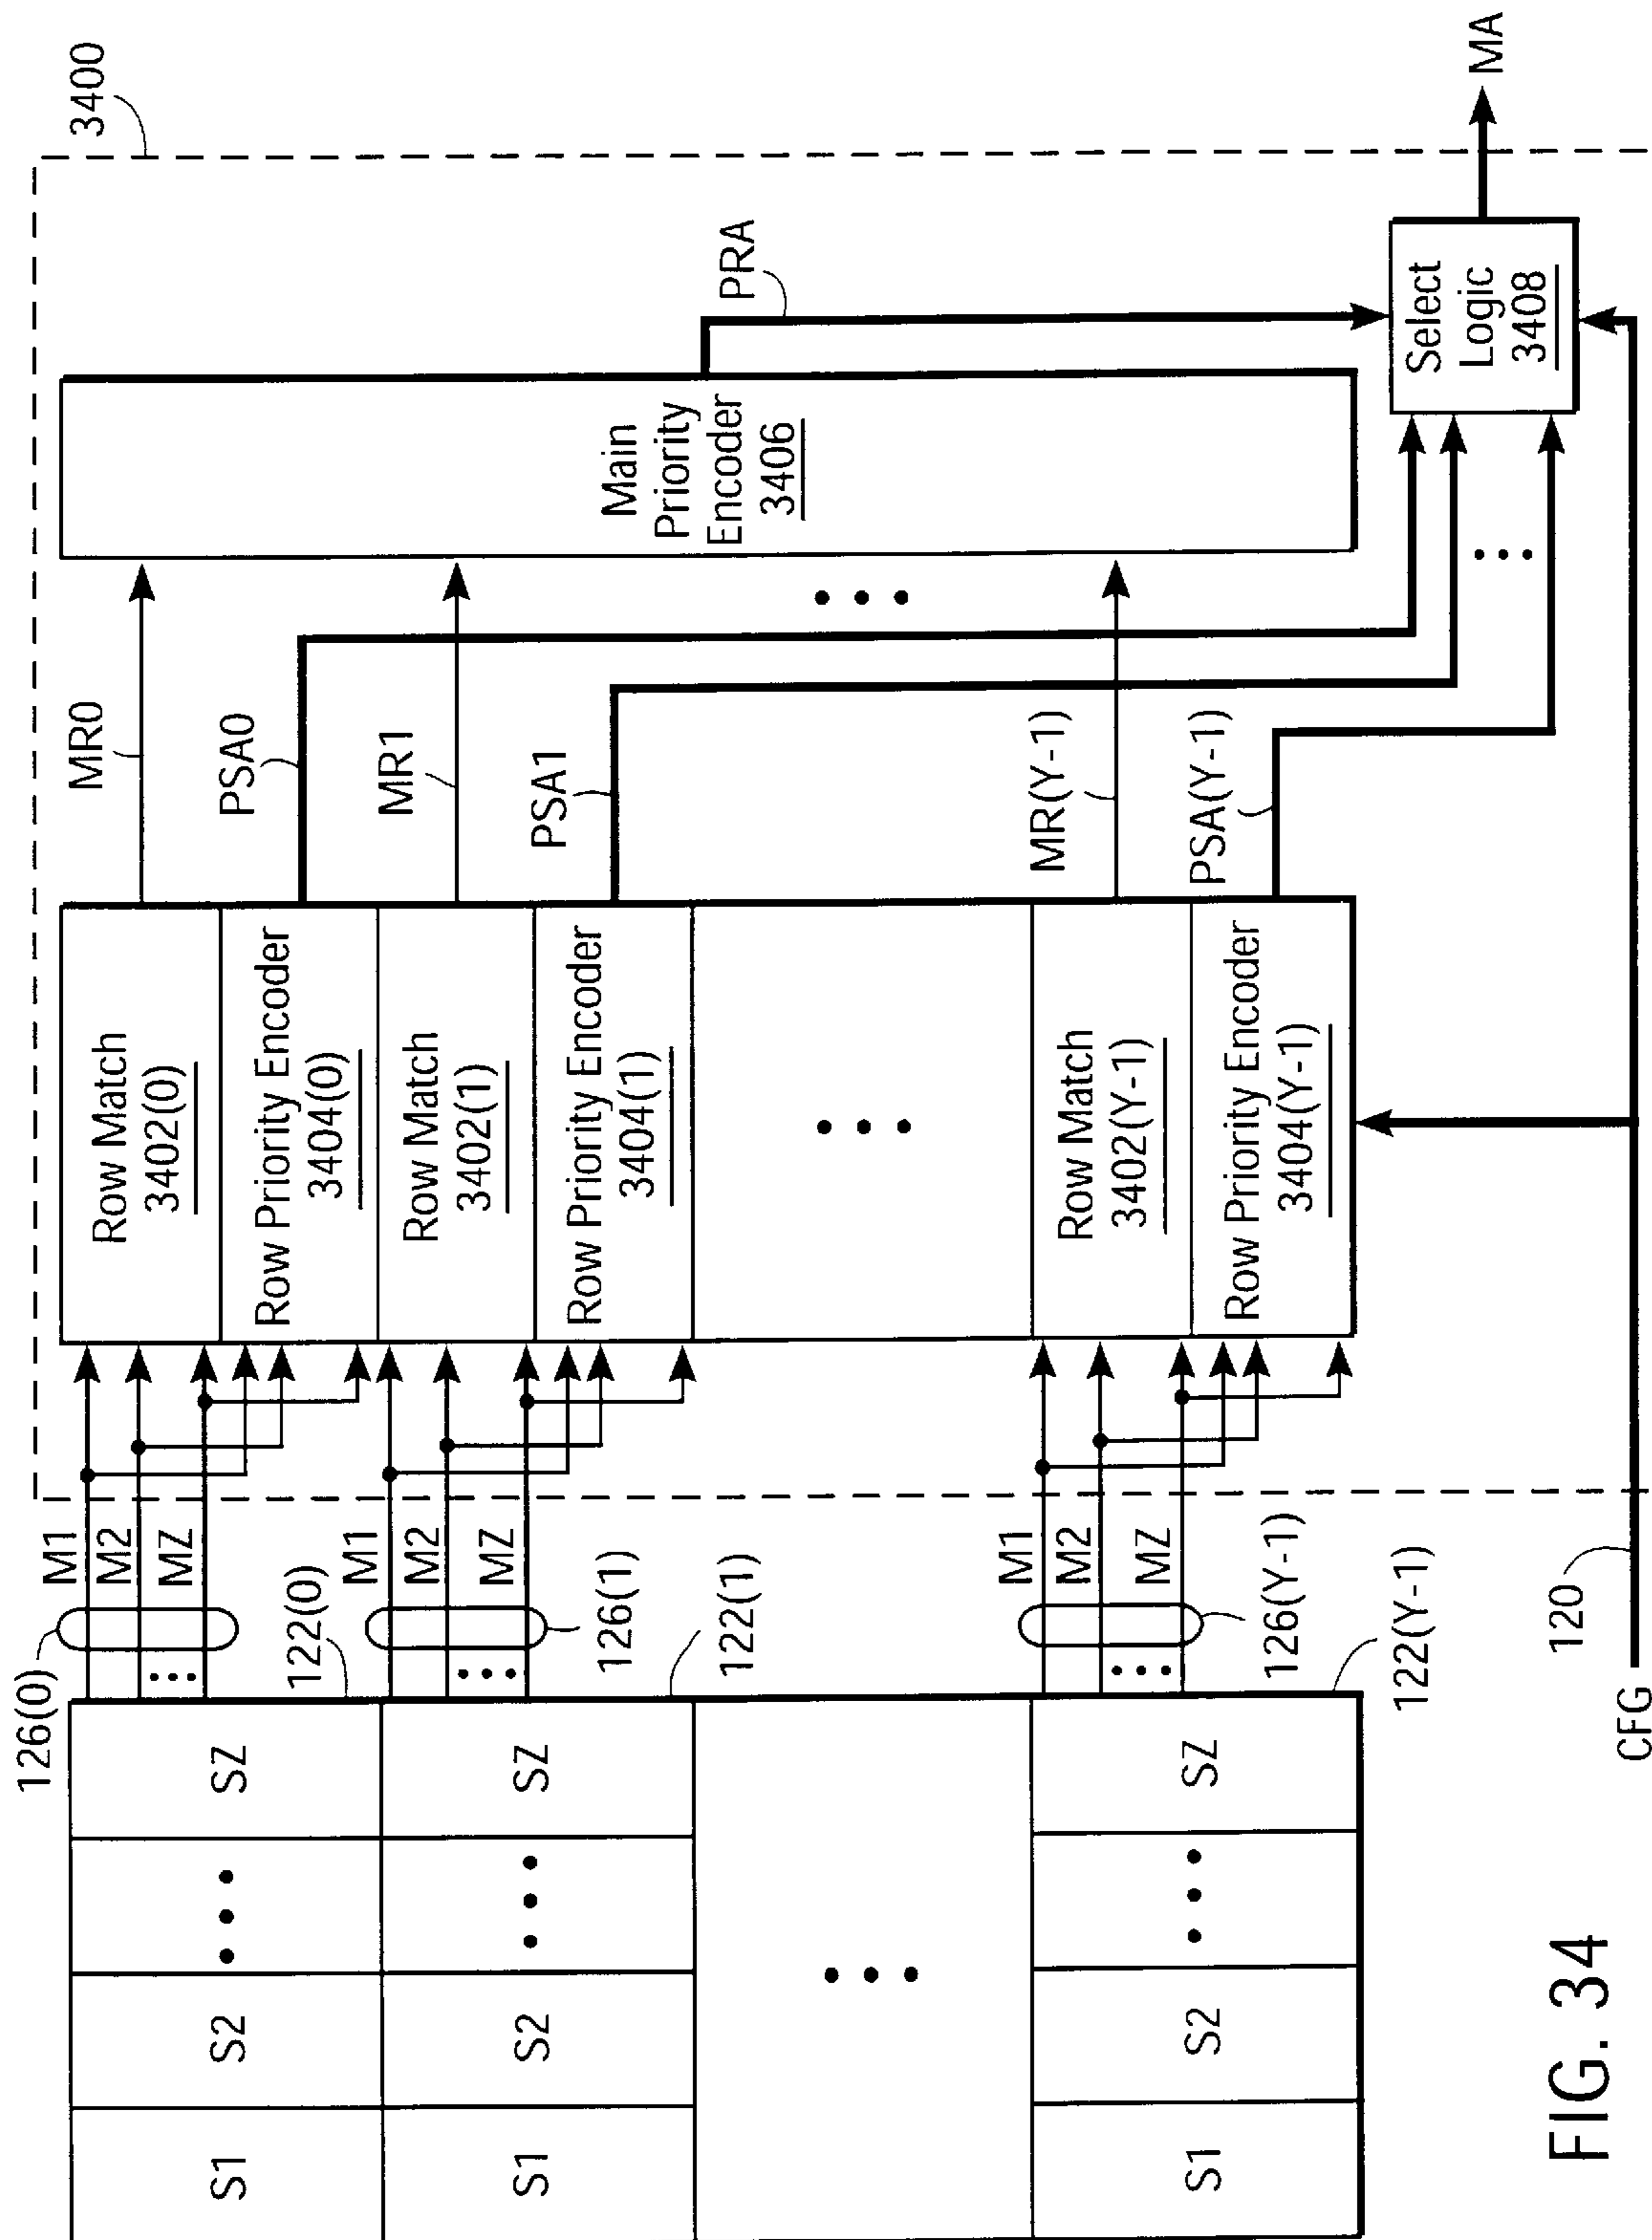 3400
MR0
PSA0
MR1
PSA1
MR(Y-1)
PSA(Y-1)
PRA
MA
Main
Priority
Encoder
3406
Select
Logic
3408
Row Match
3402(0)
Row Priority Encoder
3404(0)
Row Match
3402(1)
Row Priority Encoder
3404(1)
Row Match
3402(Y-1)
Row Priority Encoder
3404(Y-1)
M1
M2
MZ
M1
M2
MZ
M1
M2
MZ
126(0)
122(0)
126(1)
122(1)
126(Y-1)
122(Y-1)
S1
S2
SZ
S1
S2
SZ
S1
S2
SZ
120
CFG
FIG. 34